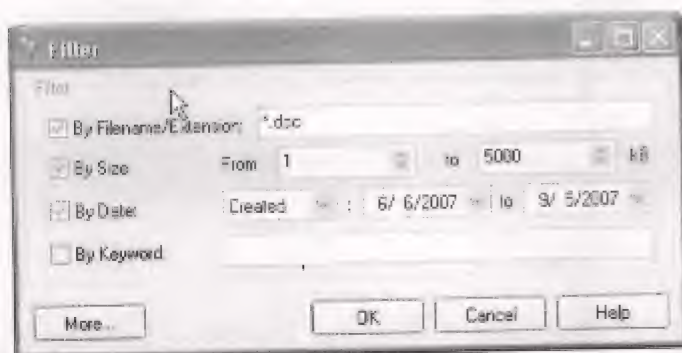 Filter
Filter
By Filename/Extension: *.doc
By Size From 1 to 5000 kB
By Date: Created : 6/ 6/2007 to 9/ 5/2007
By Keyword:
More... OK Cancel Help